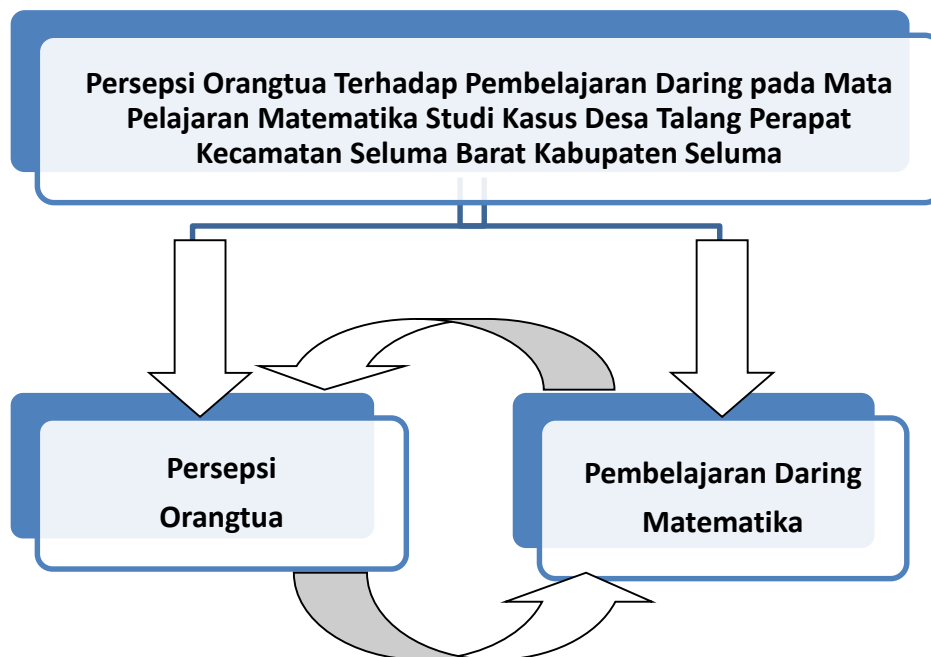 Persepsi Orangtua Terhadap Pembelajaran Daring pada Mata
Pelajaran Matematika Studi Kasus Desa Talang Perapat
Kecamatan Seluma Barat Kabupaten Seluma
Persepsi
Orangtua
Pembelajaran Daring
Matematika